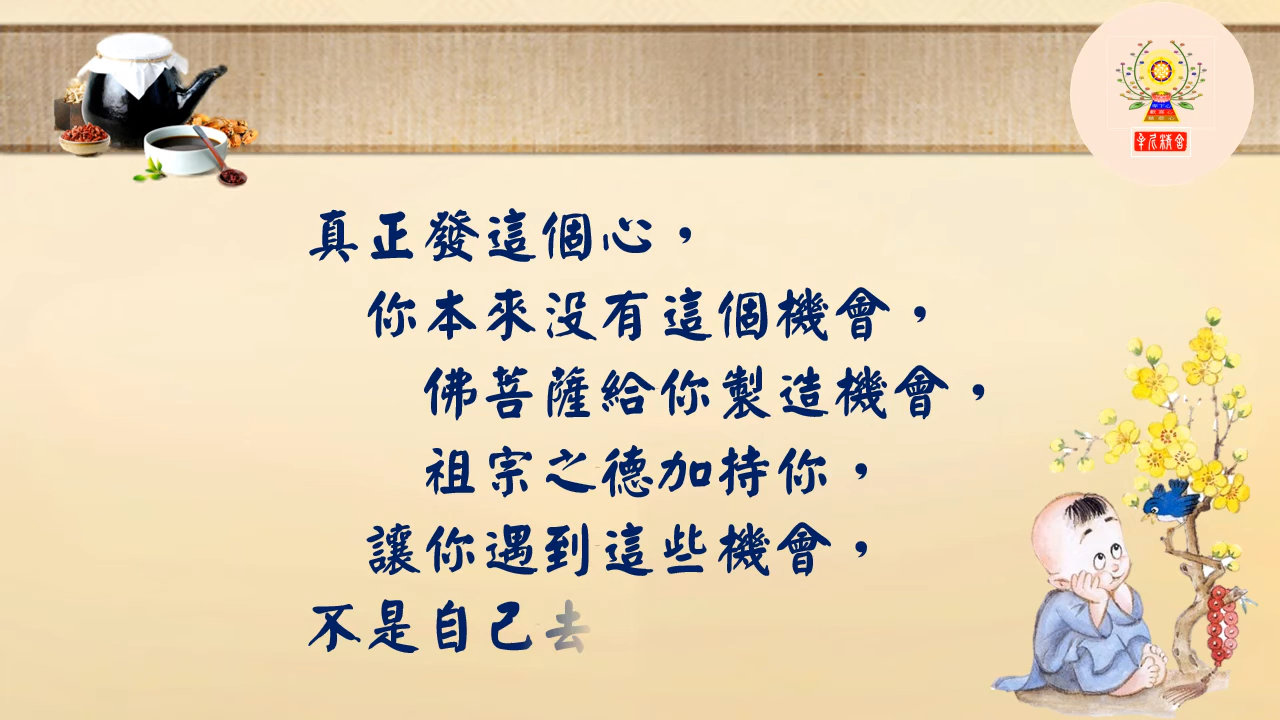 真正發這個心，
你本來没有這個機會，
佛菩薩給你製造機會，
祖宗之德加持你，
讓你遇到這些機會，
不是自己去